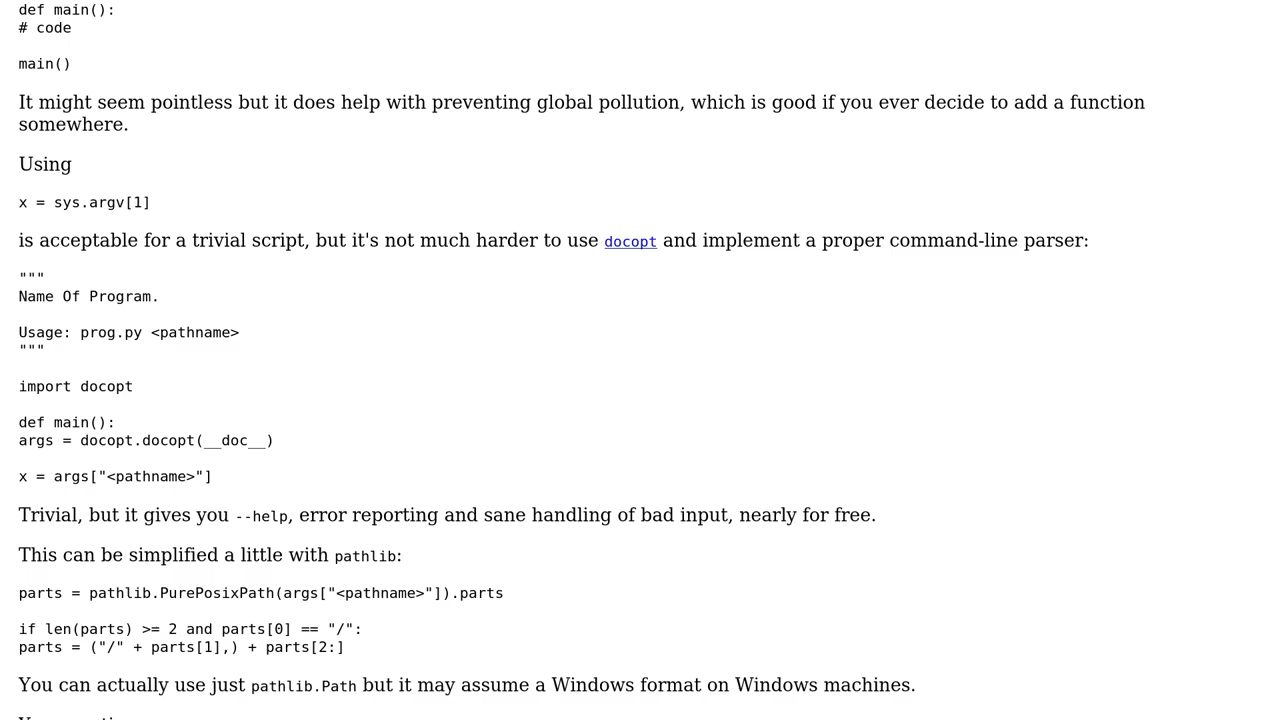 def main():
# code
main()
It might seem pointless but it does help with preventing global pollution, which is good if you ever decide to add a function
somewhere.
Using
x = sys.argv[1]
is acceptable for a trivial script, but it's not much harder to use docopt and implement a proper command-line parser:
"""
Name Of Program.
Usage: prog.py <pathname>
"""
import docopt
def main():
args = docopt.docopt(__doc__)
x = args["<pathname>"]
Trivial, but it gives you --help, error reporting and sane handling of bad input, nearly for free.
This can be simplified a little with pathlib:
parts = pathlib.PurePosixPath(args["<pathname>"]).parts
if len(parts) >= 2 and parts[0] == "/":
parts = ("/" + parts[1],) + parts[2:]
You can actually use just pathlib.Path but it may assume a Windows format on Windows machines.